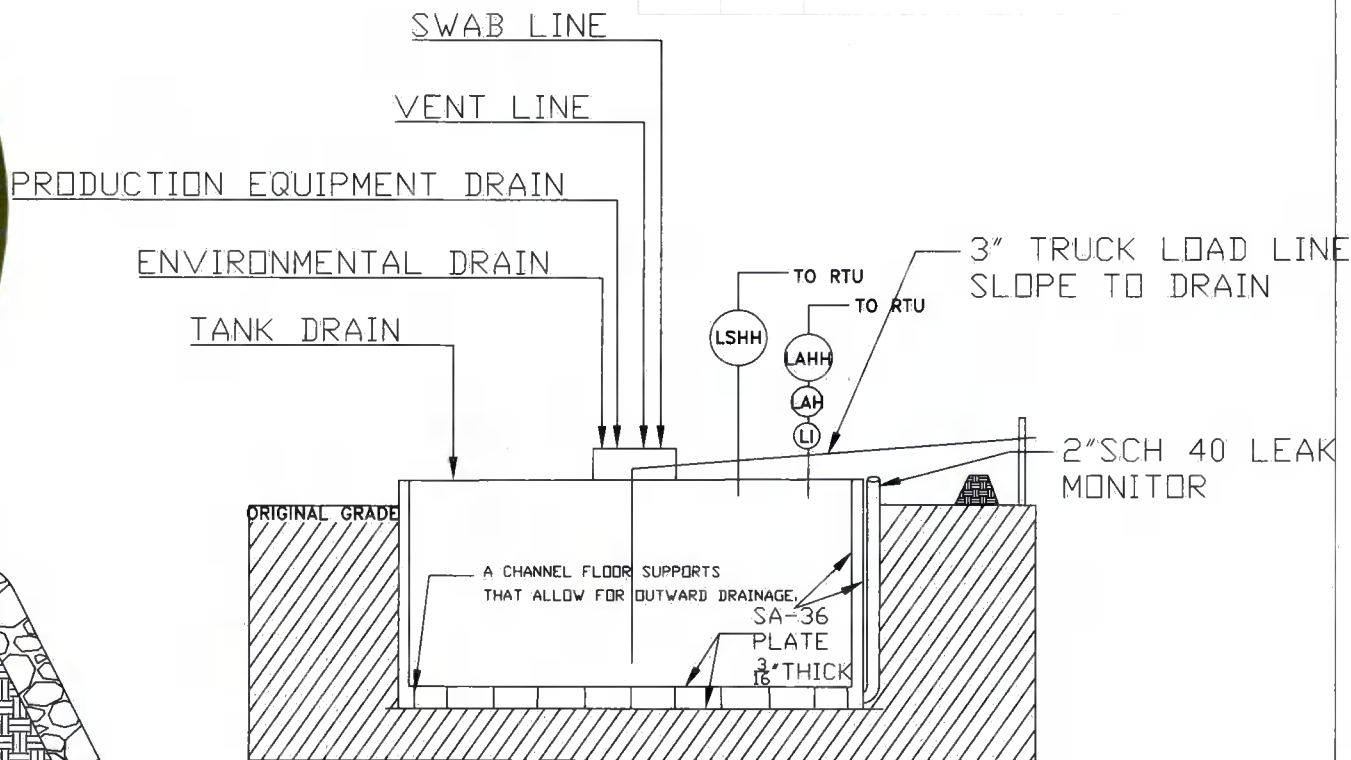 SWAB LINE
VENT LINE
PRODUCTION EQUIPMENT DRAIN
ENVIRONMENTAL DRAIN
TANK DRAIN
TO RTU
TO RTU
LSHH
LAHH
LAH
LI
3" TRUCK LOAD LINE
SLOPE TO DRAIN
2"SCH 40 LEAK
MONITOR
ORIGINAL GRADE
A CHANNEL FLOOR SUPPORTS
THAT ALLOW FOR OUTWARD DRAINAGE.
SA-36
PLATE
3/16"THICK